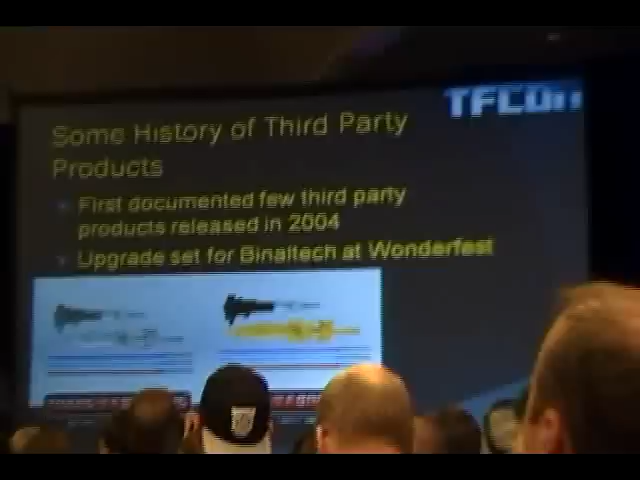 TFCon
Some History of Third Party
Products
First documented few third party
products released in 2004
Upgrade set for Binaltech at Wonderfest